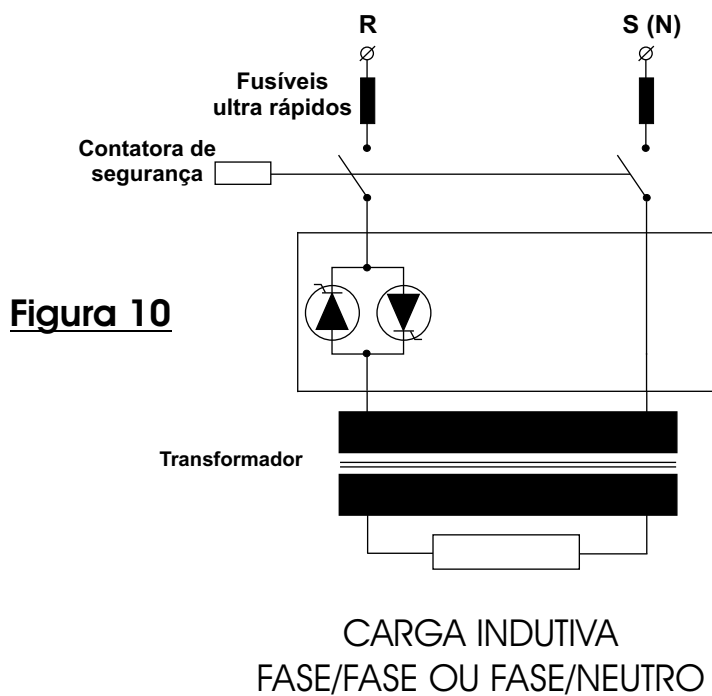 R
S (N)
Fusíveis
ultra rápidos
Contatora de
segurança
Figura 10
Transformador
CARGA INDUTIVA
FASE/FASE OU FASE/NEUTRO